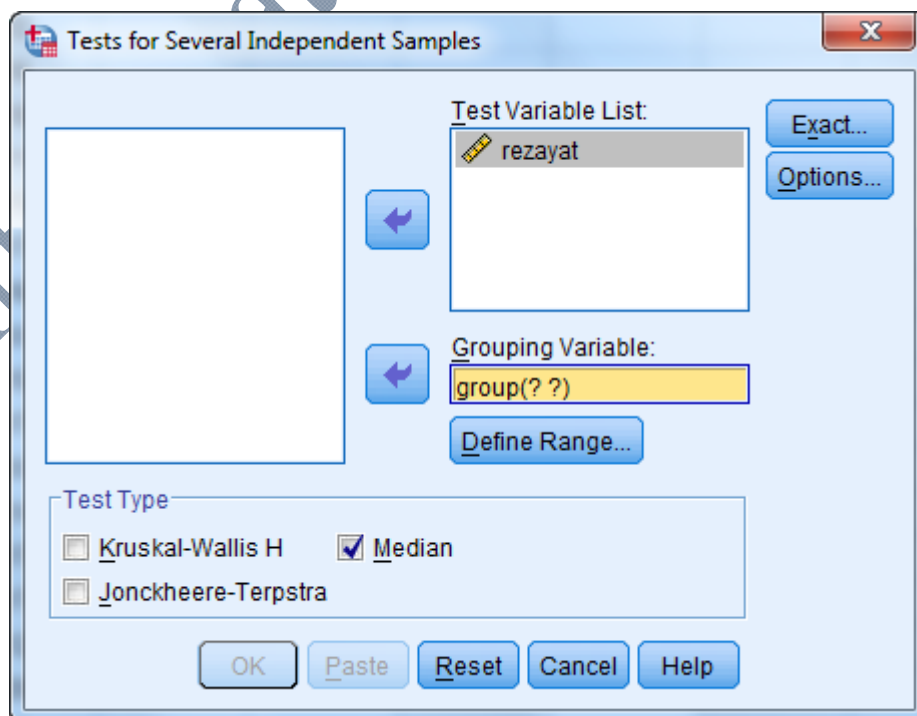 Tests for Several Independent Samples
Test Variable List:
rezayat
Exact...
Options...
Grouping Variable:
group(? ?)
Define Range...
Test Type
Kruskal-Wallis H
Median
Jonckheere-Terpstra
OK
Paste
Reset
Cancel
Help